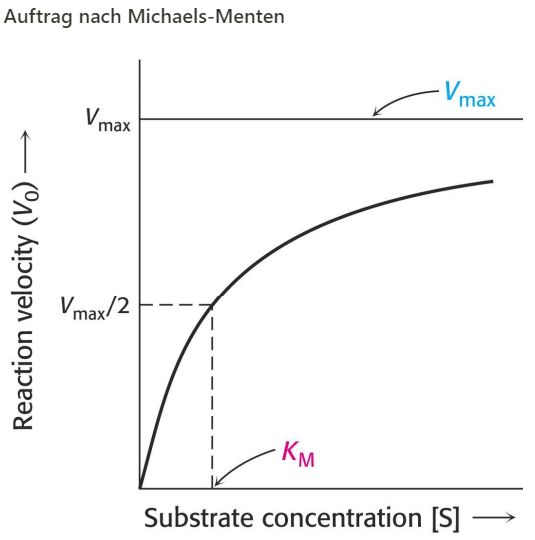 Auftrag nach Michaels-Menten
Vmax
Vmax
Reaction velocity (V0)
Vmax/2
KM
Substrate concentration [S]